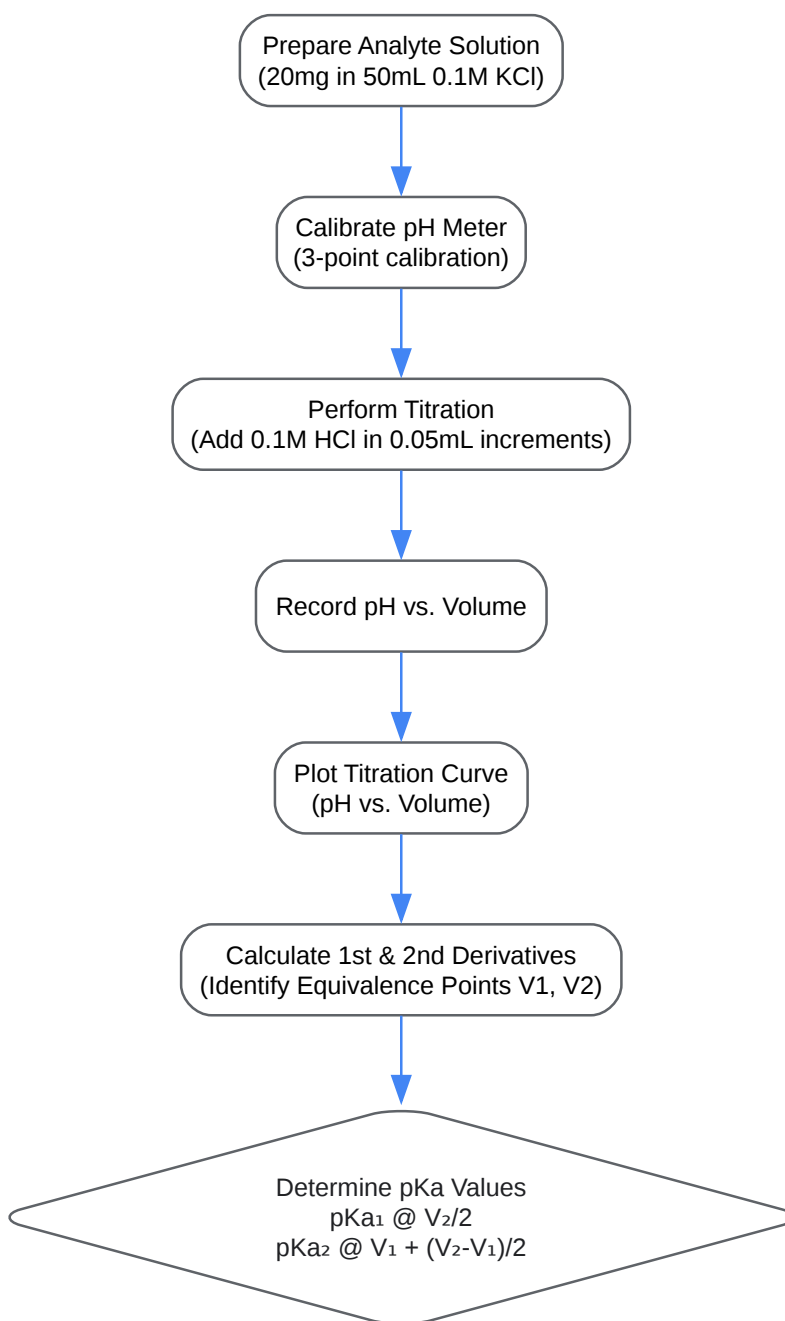 Prepare Analyte Solution
(20mg in 50mL 0.1M KCl)
Calibrate pH Meter
(3-point calibration)
Perform Titration
(Add 0.1M HCl in 0.05mL increments)
Record pH vs. Volume
Plot Titration Curve
(pH vs. Volume)
Calculate 1st & 2nd Derivatives
(Identify Equivalence Points V1, V2)
Determine pKa Values
pKa₁ @ V₂/2
pKa₂ @ V₁ + (V₂-V₁)/2